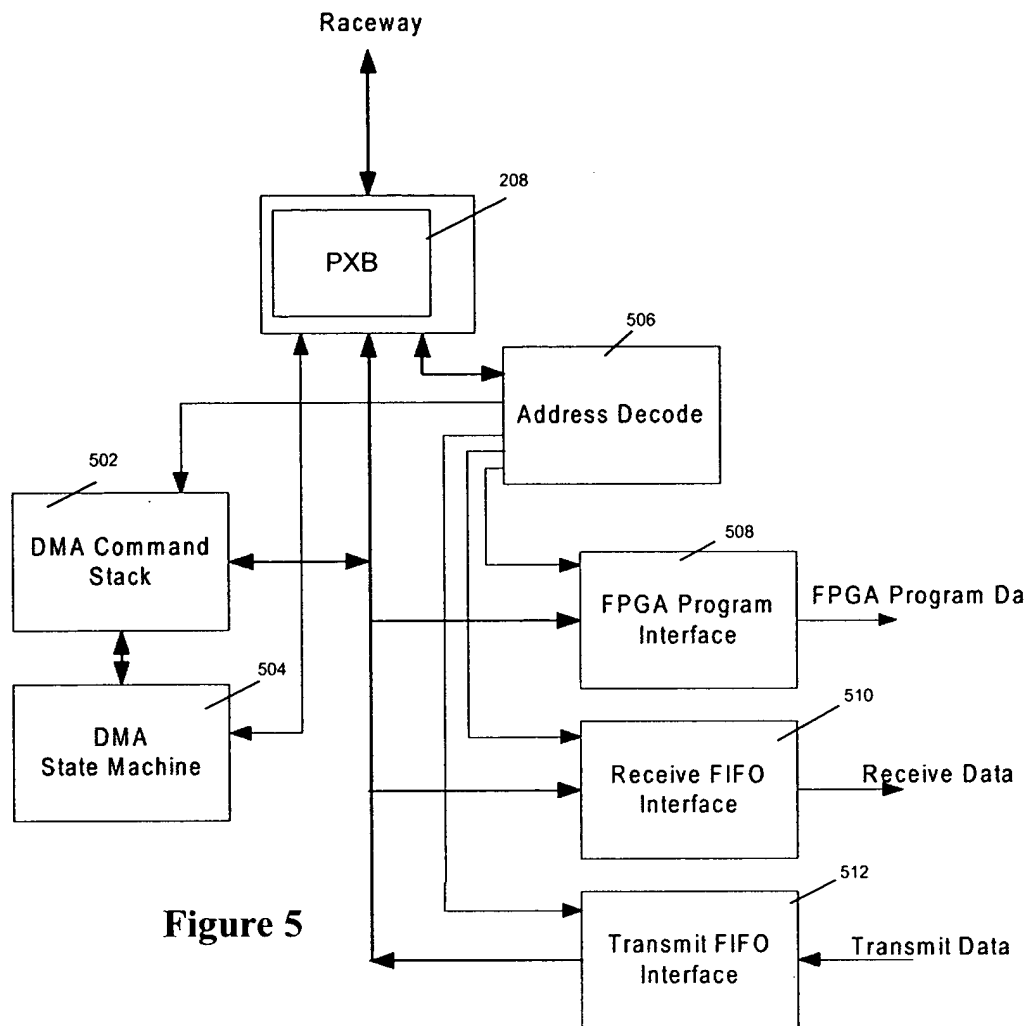 Raceway
208
PXB
506
Address Decode
502
DMA Command
Stack
508
FPGA Program
Interface
FPGA Program Da
504
DMA
State Machine
510
Receive FIFO
Interface
Receive Data
512
Transmit FIFO
Interface
Transmit Data
Figure 5